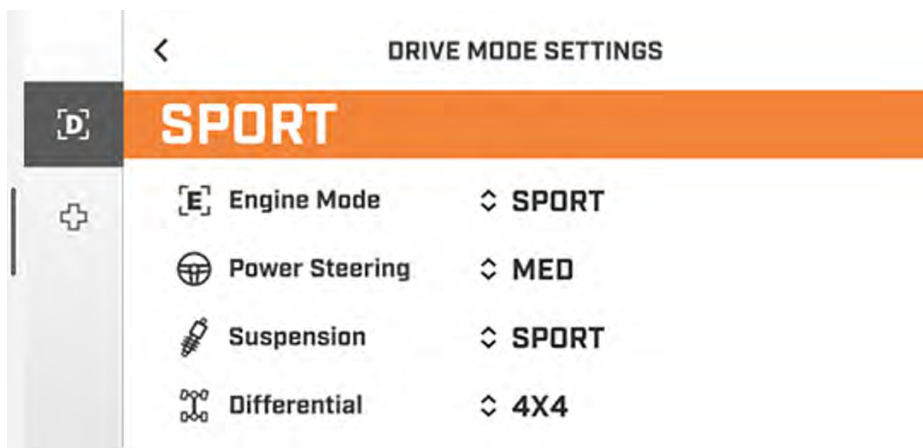 DRIVE MODE SETTINGS
D
SPORT
E Engine Mode SPORT
Power Steering MED
Suspension SPORT
Differential 4X4